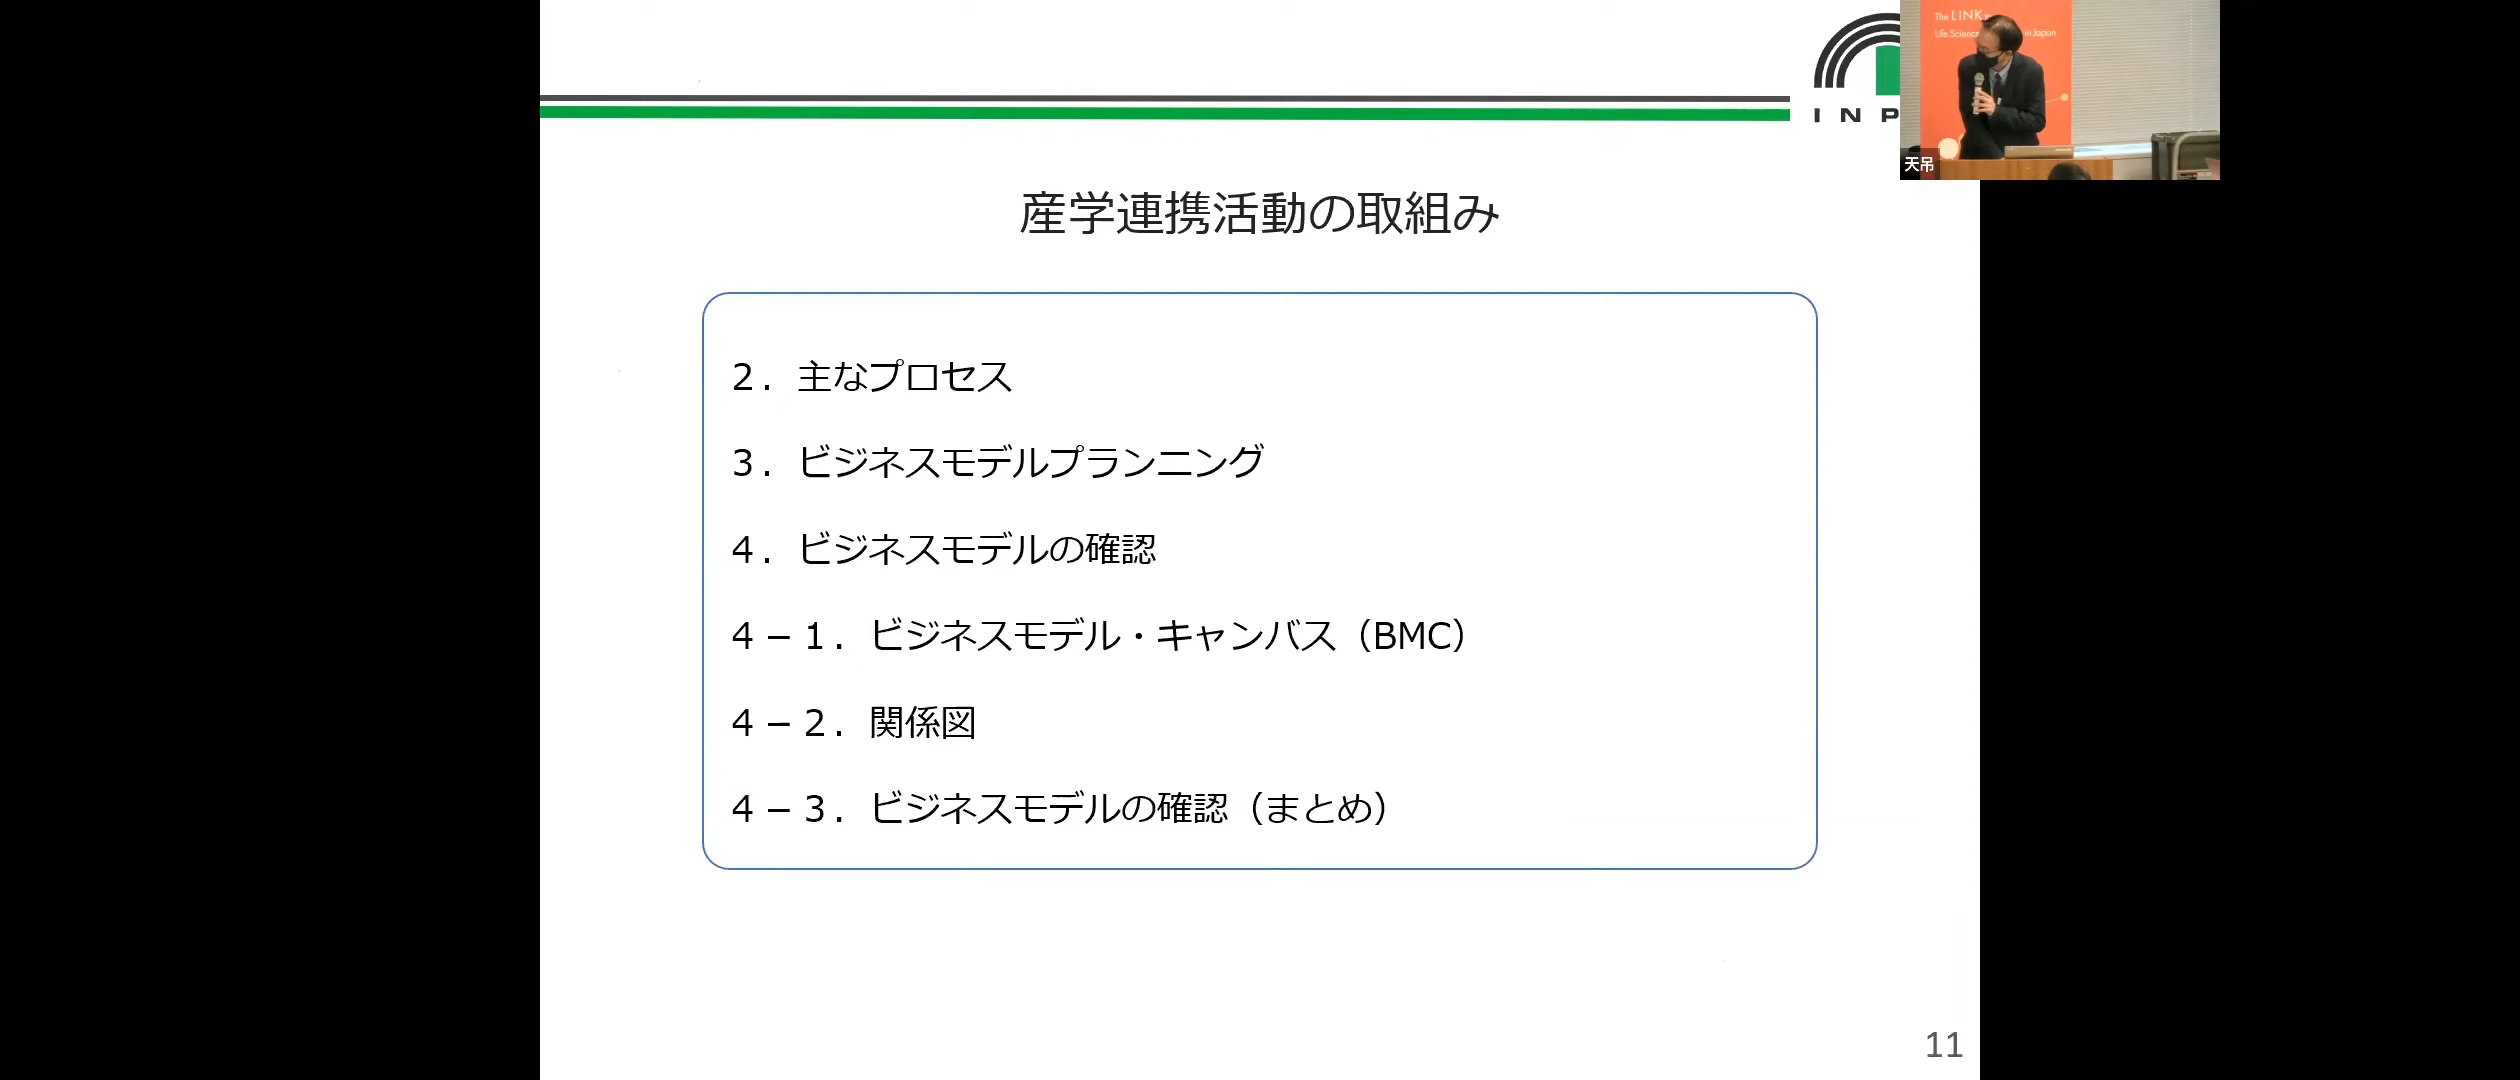 INP
The LINK
Life Science in Japan
天吊
産学連携活動の取組み
２．主なプロセス
３．ビジネスモデルプランニング
４．ビジネスモデルの確認
４－１．ビジネスモデル・キャンバス（BMC）
４－２．関係図
４－３．ビジネスモデルの確認（まとめ）
11